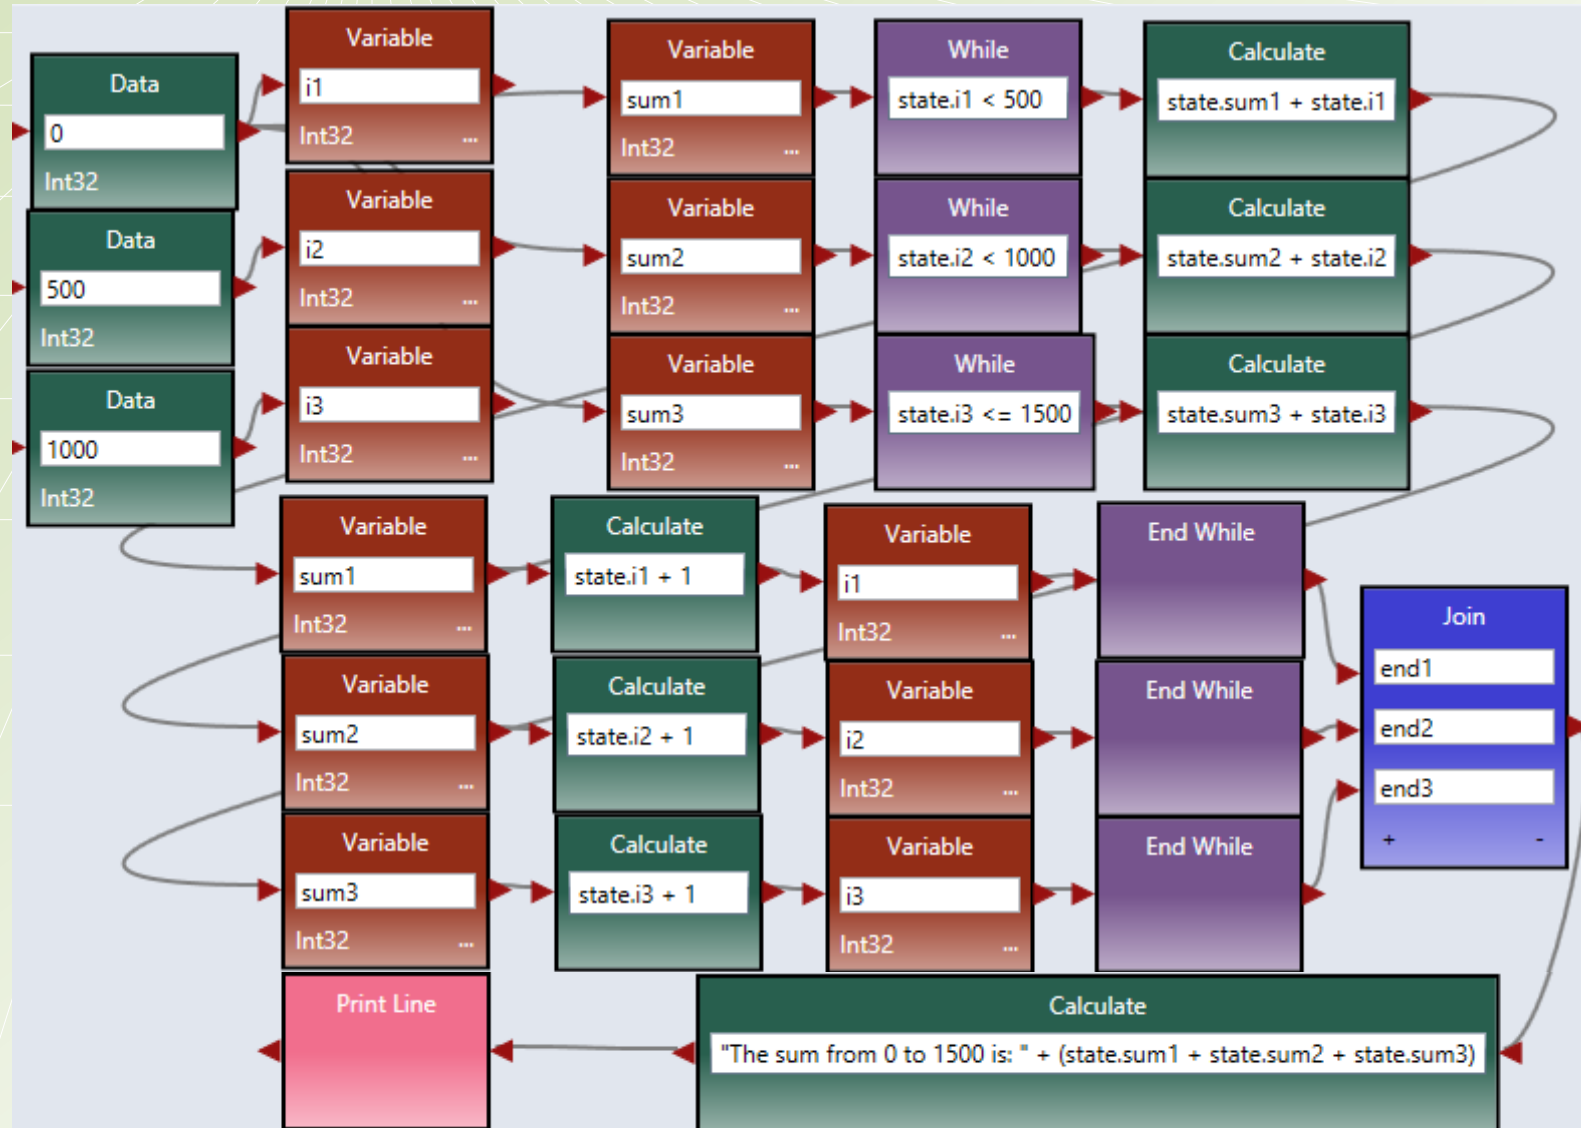 Data
0
Int32
Variable
i1
Int32 ...
Variable
sum1
Int32 ...
While
state.i1 < 500
Calculate
state.sum1 + state.i1
Data
500
Int32
Variable
i2
Int32 ...
Variable
sum2
Int32 ...
While
state.i2 < 1000
Calculate
state.sum2 + state.i2
Data
1000
Int32
Variable
i3
Int32 ...
Variable
sum3
Int32 ...
While
state.i3 <= 1500
Calculate
state.sum3 + state.i3
Variable
sum1
Int32 ...
Calculate
state.i1 + 1
Variable
i1
Int32 ...
End While
Variable
sum2
Int32 ...
Calculate
state.i2 + 1
Variable
i2
Int32 ...
End While
Variable
sum3
Int32 ...
Calculate
state.i3 + 1
Variable
i3
Int32 ...
End While
Join
end1
end2
end3
+ -
Calculate
"The sum from 0 to 1500 is: " + (state.sum1 + state.sum2 + state.sum3)
Print Line